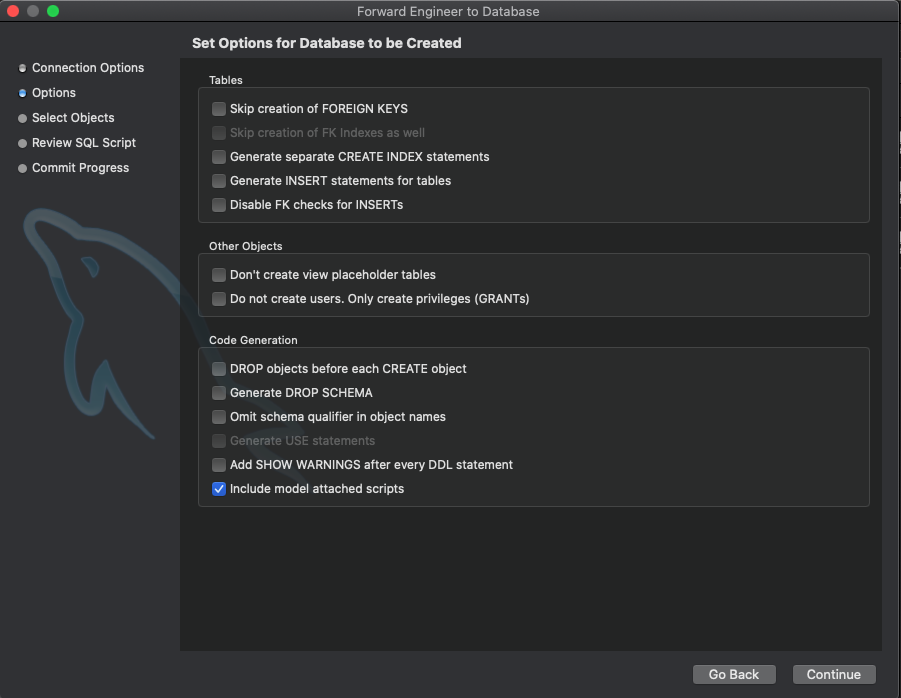 Forward Engineer to Database
Set Options for Database to be Created
Connection Options
Options
Select Objects
Review SQL Script
Commit Progress
Tables
Skip creation of FOREIGN KEYS
Skip creation of FK Indexes as well
Generate separate CREATE INDEX statements
Generate INSERT statements for tables
Disable FK checks for INSERTs
Other Objects
Don't create view placeholder tables
Do not create users. Only create privileges (GRANTs)
Code Generation
DROP objects before each CREATE object
Generate DROP SCHEMA
Omit schema qualifier in object names
Generate USE statements
Add SHOW WARNINGS after every DDL statement
Include model attached scripts
Go Back
Continue